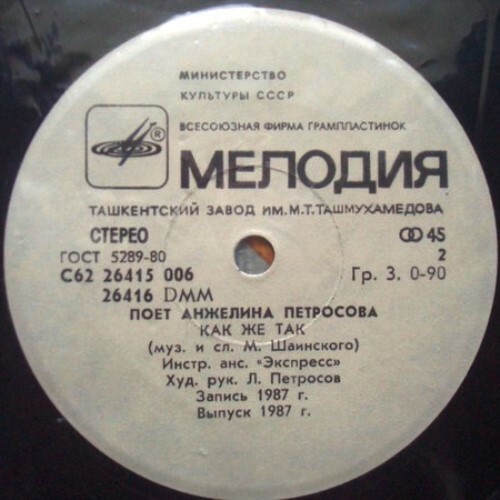 МИНИСТЕРСТВО
КУЛЬТУРЫ СССР
ВСЕСОЮЗНАЯ ФИРМА ГРАМПЛАСТИНОК
®
МЕЛОДИЯ
ТАШКЕНТСКИЙ ЗАВОД ИМ.М.Т.ТАШМУХАМЕДОВА
СТЕРЕО 45
2
ГОСТ 5289-80
С62 26415 006 Гр. 3. 0-90
26416 DMM
ПОЕТ АНЖЕЛИНА ПЕТРОСОВА
КАК ЖЕ ТАК
(муз. и сл. М. Шаинского)
Инстр. анс. "Экспресс»
Худ. рук. Л. Петросов
Запись 1987 г.
Выпуск 1987 г.